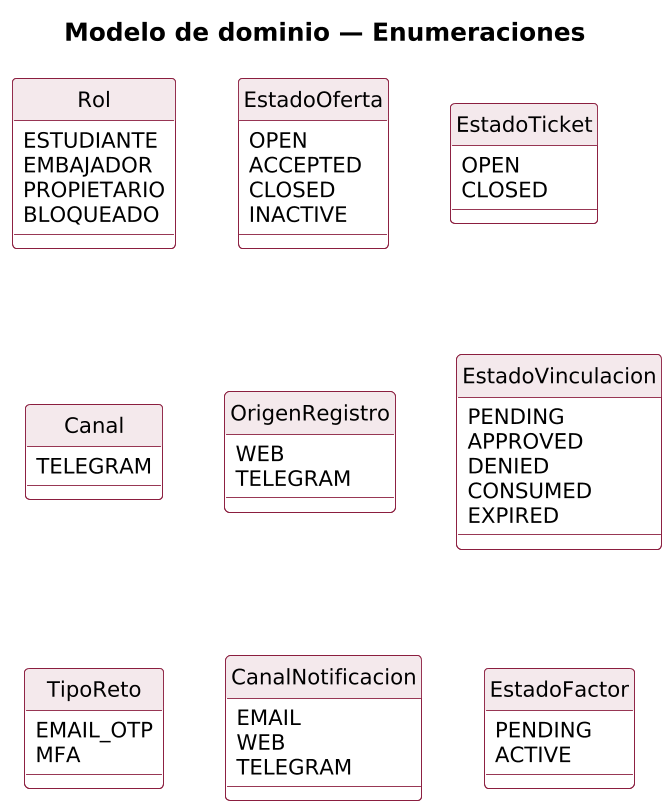 Modelo de dominio — Enumeraciones
Rol
ESTUDIANTE
EMBAJADOR
PROPIETARIO
BLOQUEADO
EstadoOferta
OPEN
ACCEPTED
CLOSED
INACTIVE
EstadoTicket
OPEN
CLOSED
Canal
TELEGRAM
OrigenRegistro
WEB
TELEGRAM
EstadoVinculacion
PENDING
APPROVED
DENIED
CONSUMED
EXPIRED
TipoReto
EMAIL_OTP
MFA
CanalNotificacion
EMAIL
WEB
TELEGRAM
EstadoFactor
PENDING
ACTIVE